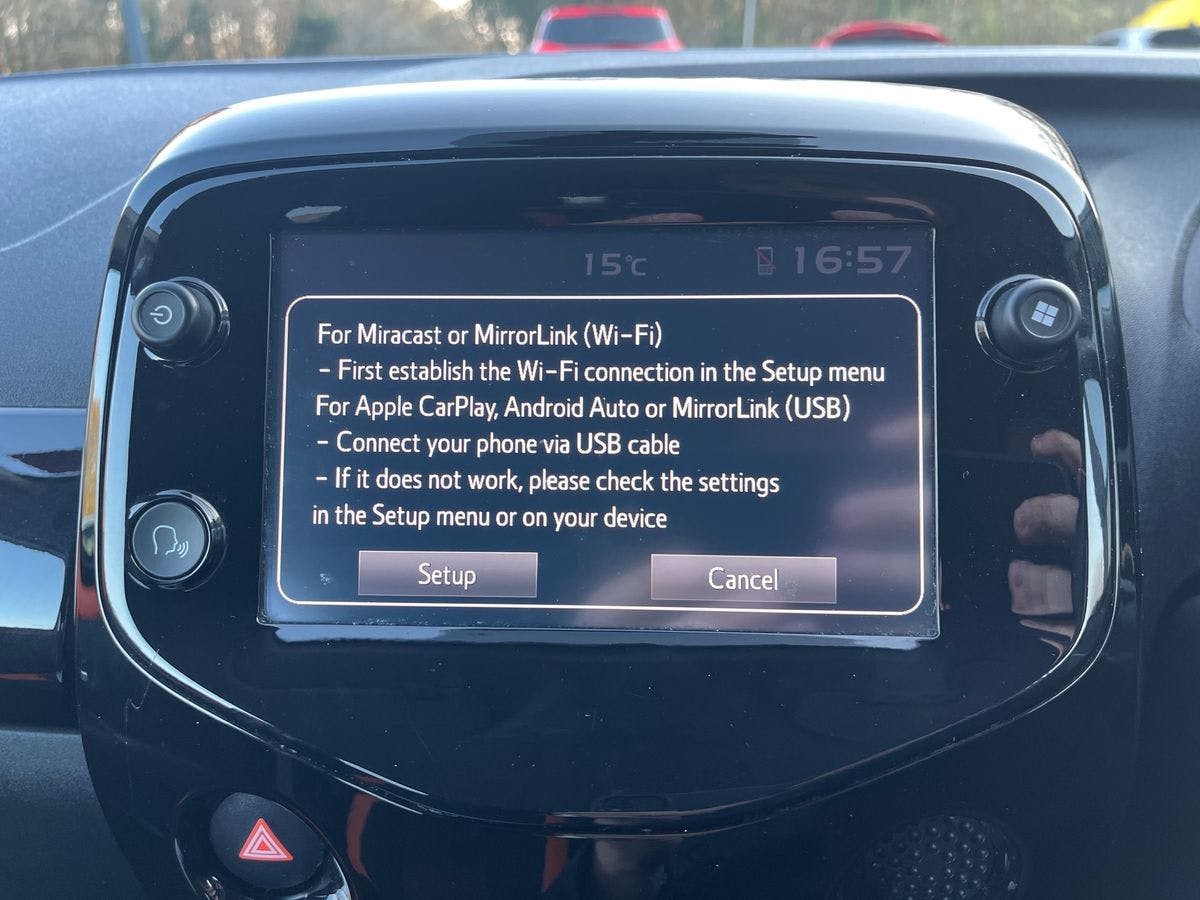 15°C 16:57
For Miracast or MirrorLink (Wi-Fi)
- First establish the Wi-Fi connection in the Setup menu
For Apple CarPlay, Android Auto or MirrorLink (USB)
- Connect your phone via USB cable
- If it does not work, please check the settings
in the Setup menu or on your device
Setup Cancel